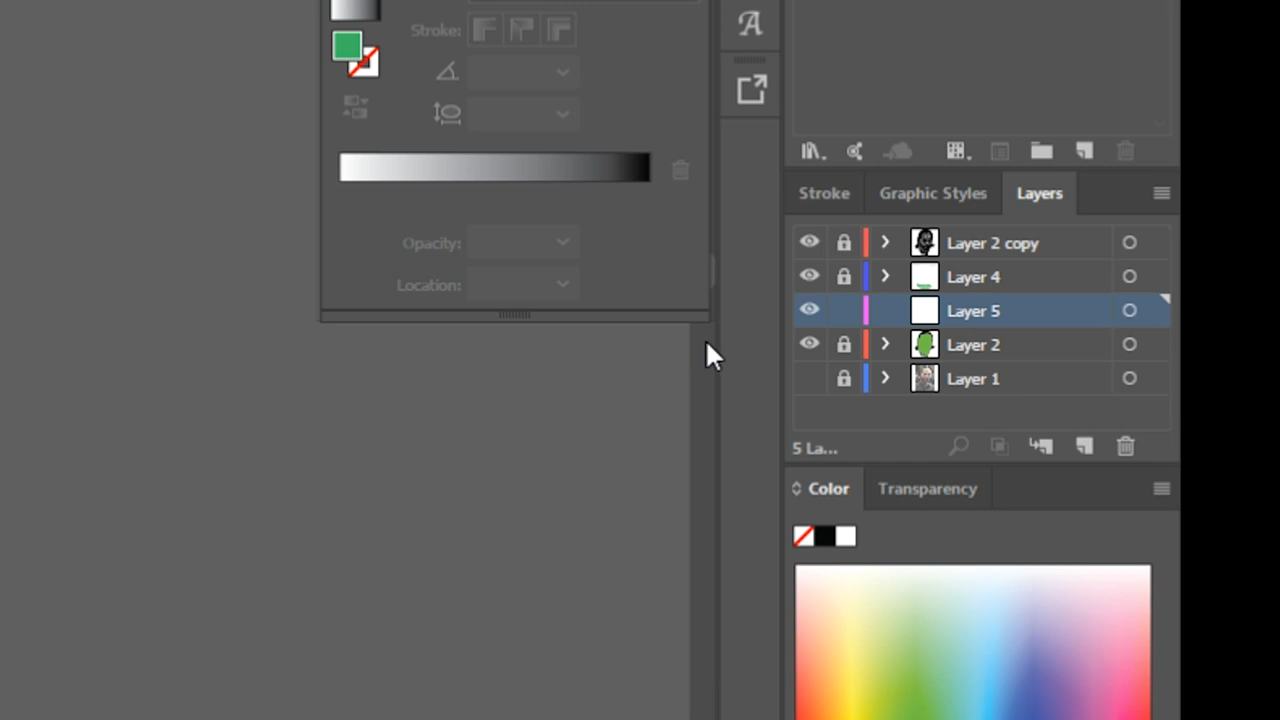 Stroke:
Opacity:
Location:
Stroke Graphic Styles Layers
Layer 2 copy
Layer 4
Layer 5
Layer 2
Layer 1
5 La...
Color Transparency